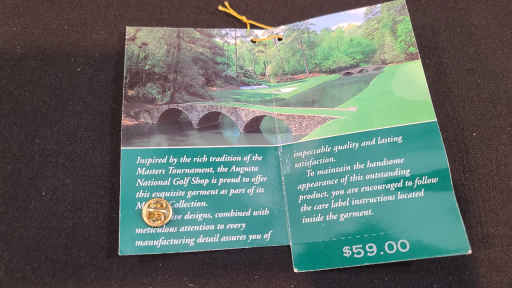 Inspired by the rich tradition of the
Masters Tournament, the Augusta
National Golf Shop is proud to offer
this exquisite garment as part of its
Collection.
designs, combined with
meticulous attention to every
manufacturing detail assures you of
impeccable quality and lasting
satisfaction.
To maintain the handsome
appearance of this outstanding
product, you are encouraged to follow
the care label instructions located
inside the garment.
$59.00